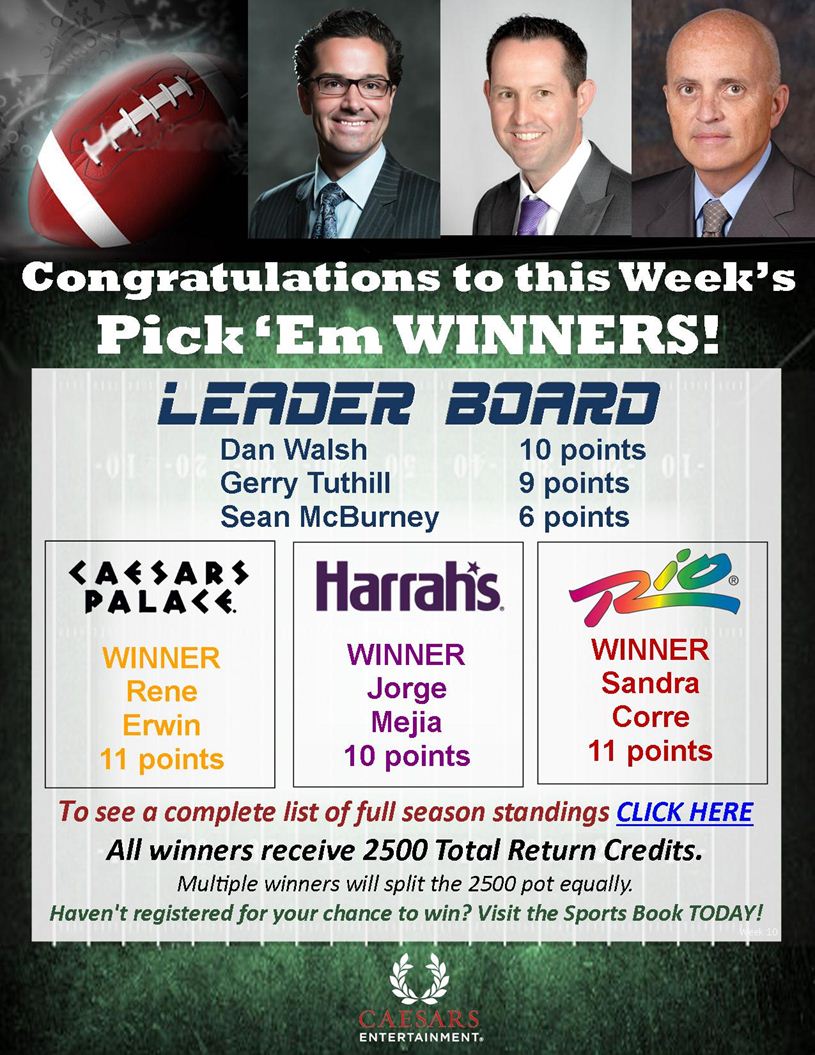 Congratulations to this Week's
Pick ‘Em WINNERS!
LEADER BOARD
Dan Walsh 10 points
Gerry Tuthill 9 points
Sean McBurney 6 points
CAESARS
PALACE®
WINNER
Rene
Erwin
11 points
Harrah's®
WINNER
Jorge
Mejia
10 points
Rio®
WINNER
Sandra
Corre
11 points
To see a complete list of full season standings CLICK HERE
All winners receive 2500 Total Return Credits.
Multiple winners will split the 2500 pot equally.
Haven't registered for your chance to win? Visit the Sports Book TODAY!
Week 10
CAESARS
ENTERTAINMENT®